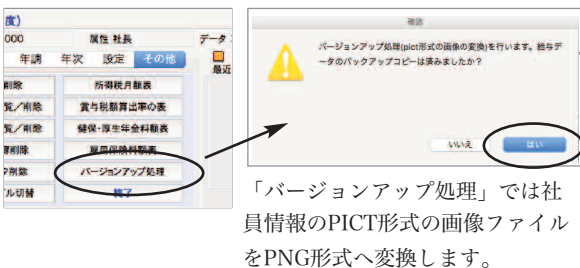 度)
000 属性 社長 データ
年調 年次 設定 その他
最近
削除 所得税月額表
覧／削除 賞与税額算出率の表
覧／削除 健保・厚生年金料額表
削除 雇用保険料額表
削除 バージョンアップ処理
ル切替 終了
確認
バージョンアップ処理(pict形式の画像の変換)を行います。給与デ
ータのバックアップコピーは済みましたか？
いいえ はい
「バージョンアップ処理」では社
員情報のPICT形式の画像ファイル
をPNG形式へ変換します。